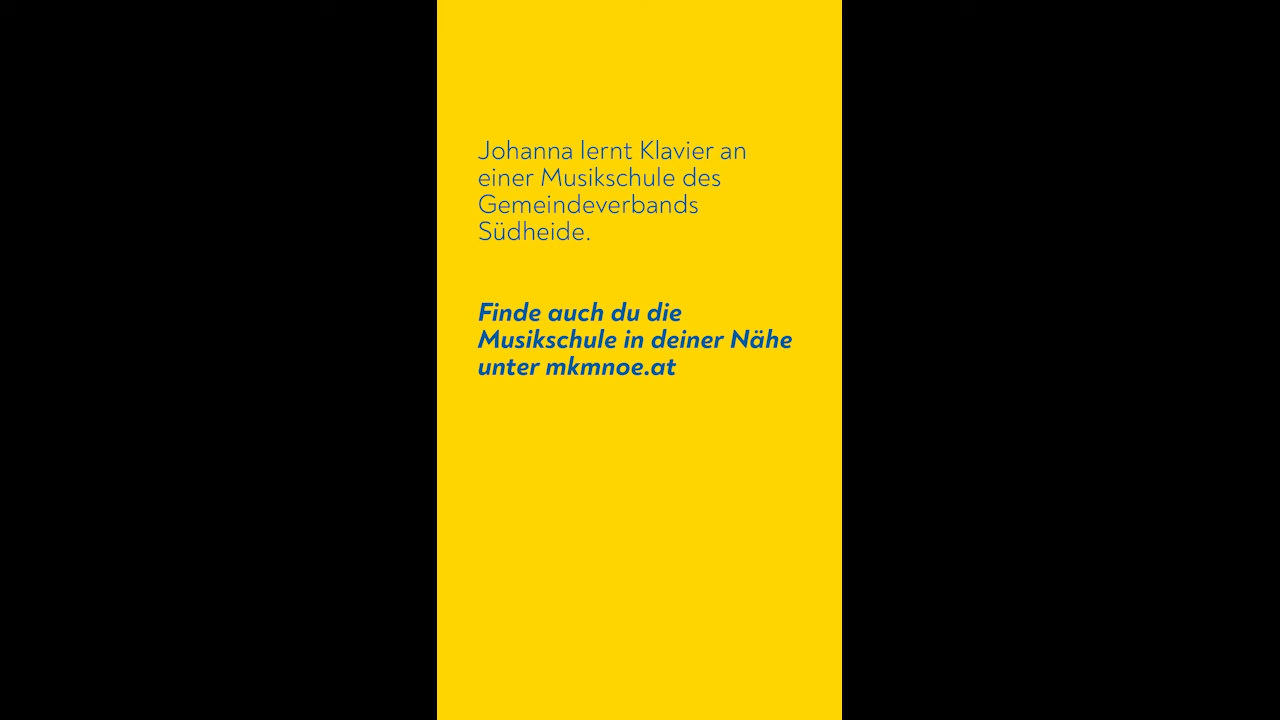 Johanna lernt Klavier an
einer Musikschule des
Gemeindeverbands
Südheide.
Finde auch du die
Musikschule in deiner Nähe
unter mkmnoe.at